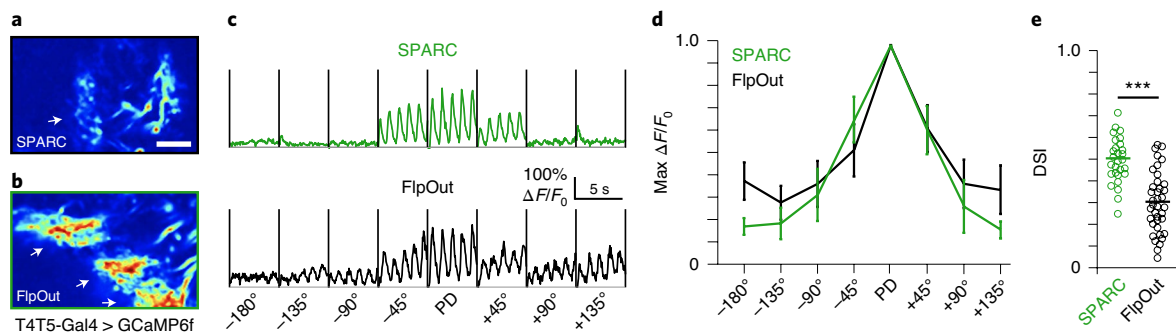 a
SPARC
b
FlpOut
T4T5-Gal4 > GCaMP6f
c
SPARC
FlpOut
100%
ΔF/F0
5 s
–180°
–135°
–90°
–45°
PD
+45°
+90°
+135°
d
SPARC
FlpOut
Max ΔF/F0
1.0
0
–180°
–135°
–90°
–45°
PD
+45°
+90°
+135°
e
DSI
1.0
0
***
SPARC
FlpOut